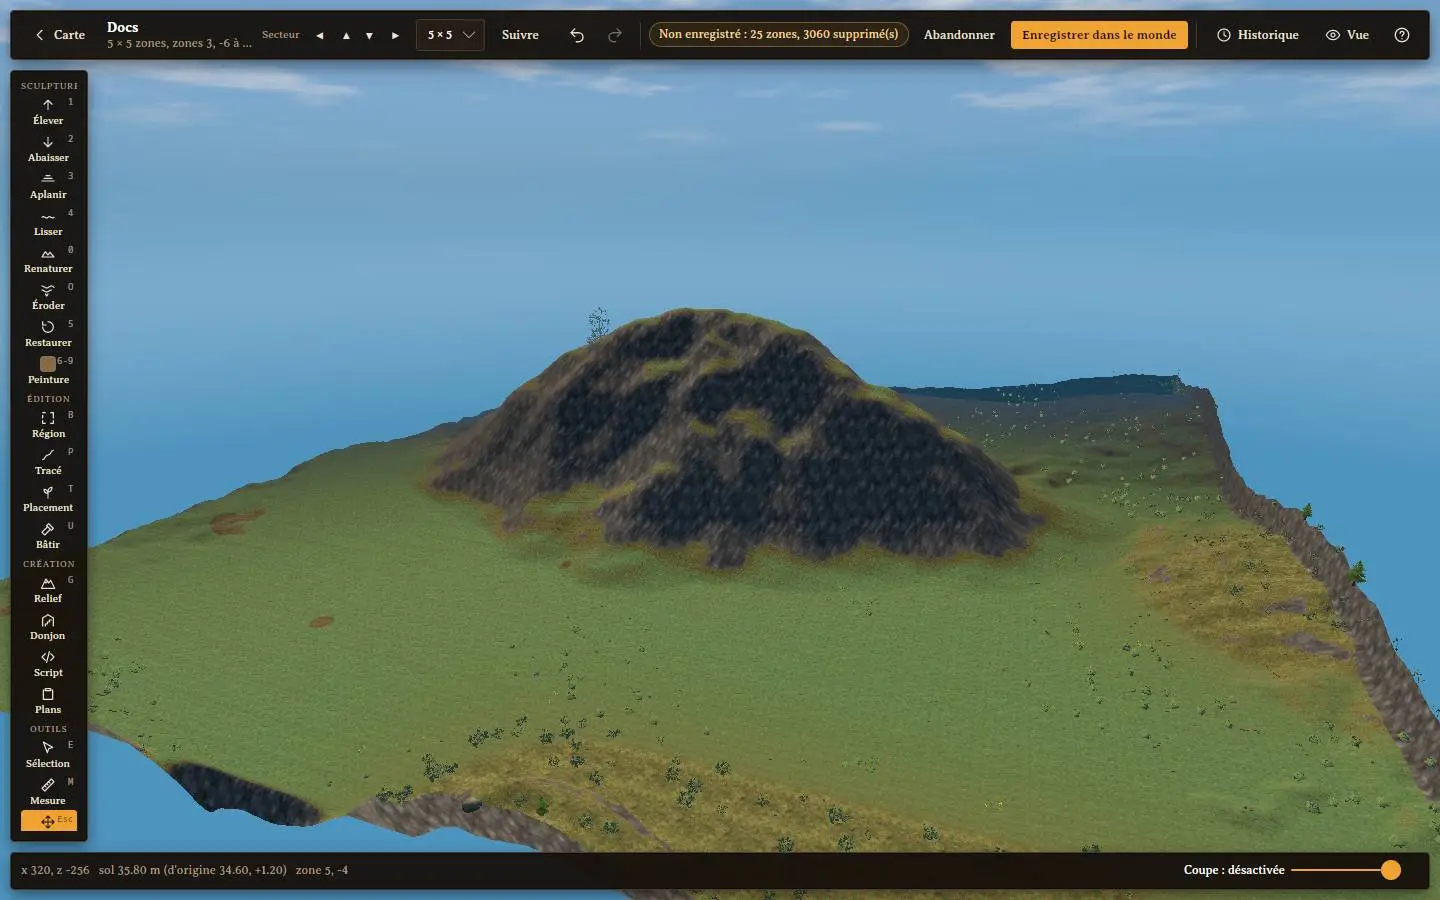 Carte
Docs
5 × 5 zones, zones 3, -6 à ...
Secteur
5 × 5
Suivre
Non enregistré : 25 zones, 3060 supprimé(s)
Abandonner
Enregistrer dans le monde
Historique
Vue
SCULPTURE
1
Élever
2
Abaisser
3
Aplanir
4
Lisser
0
Renaturer
O
Éroder
5
Restaurer
6-9
Peinture
ÉDITION
B
Région
P
Tracé
T
Placement
U
Bâtir
CRÉATION
G
Relief
Donjon
Script
Plans
OUTILS
E
Sélection
M
Mesure
Esc
x 320, z -256 sol 35.80 m (d'origine 34.60, +1.20) zone 5, -4
Coupe : désactivée